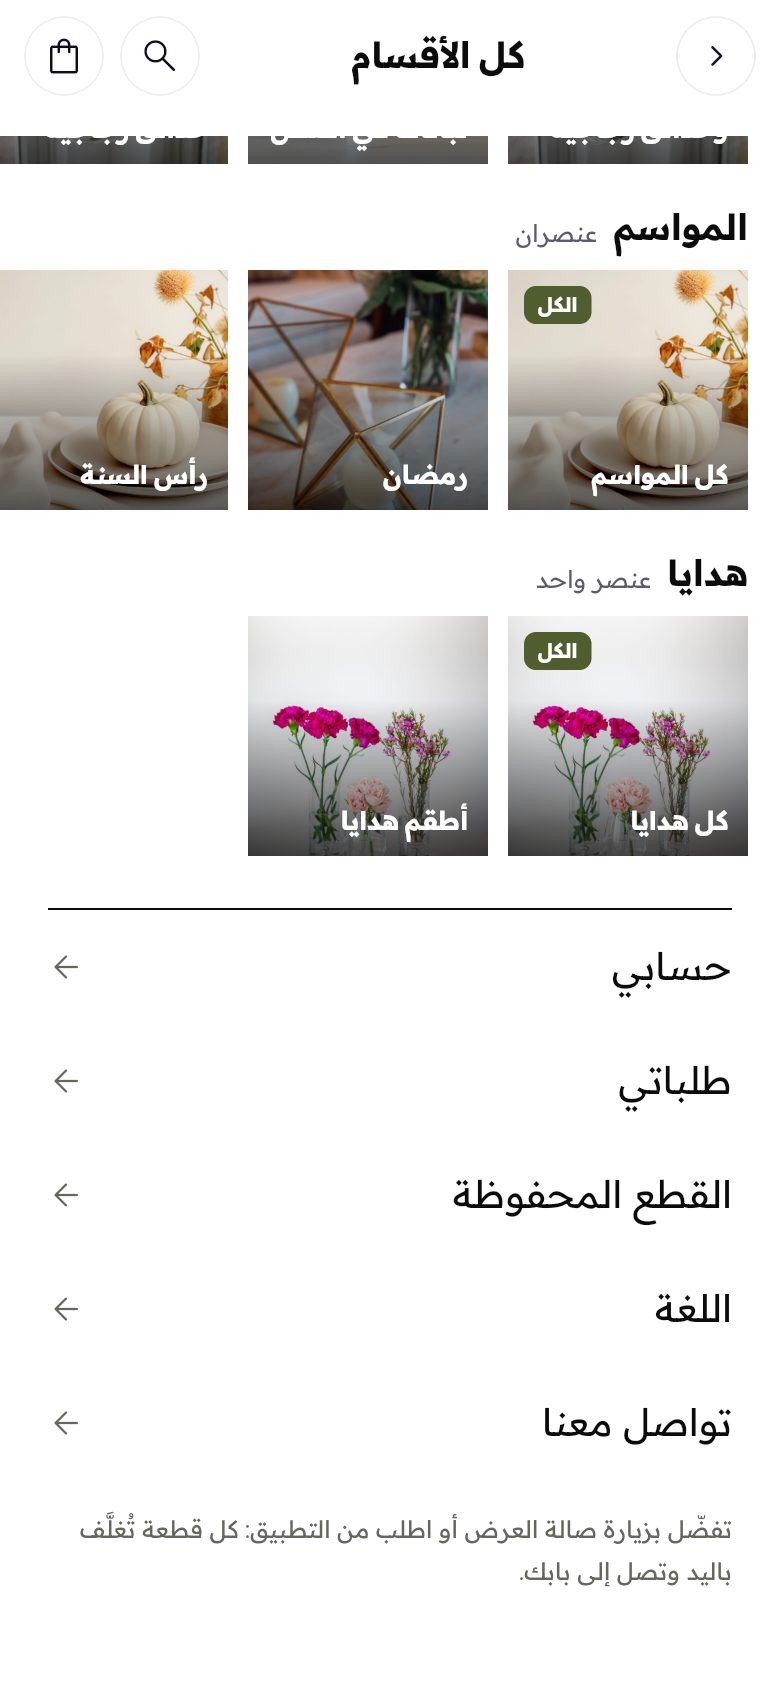 كل الأقسام
المواسم عنصران
الكل
كل المواسم
رمضان
رأس السنة
هدايا عنصر واحد
الكل
كل هدايا
أطقم هدايا
حسابي
طلباتي
القطع المحفوظة
اللغة
تواصل معنا
تفضّل بزيارة صالة العرض أو اطلب من التطبيق: كل قطعة تُغلَّف
باليد وتصل إلى بابك.